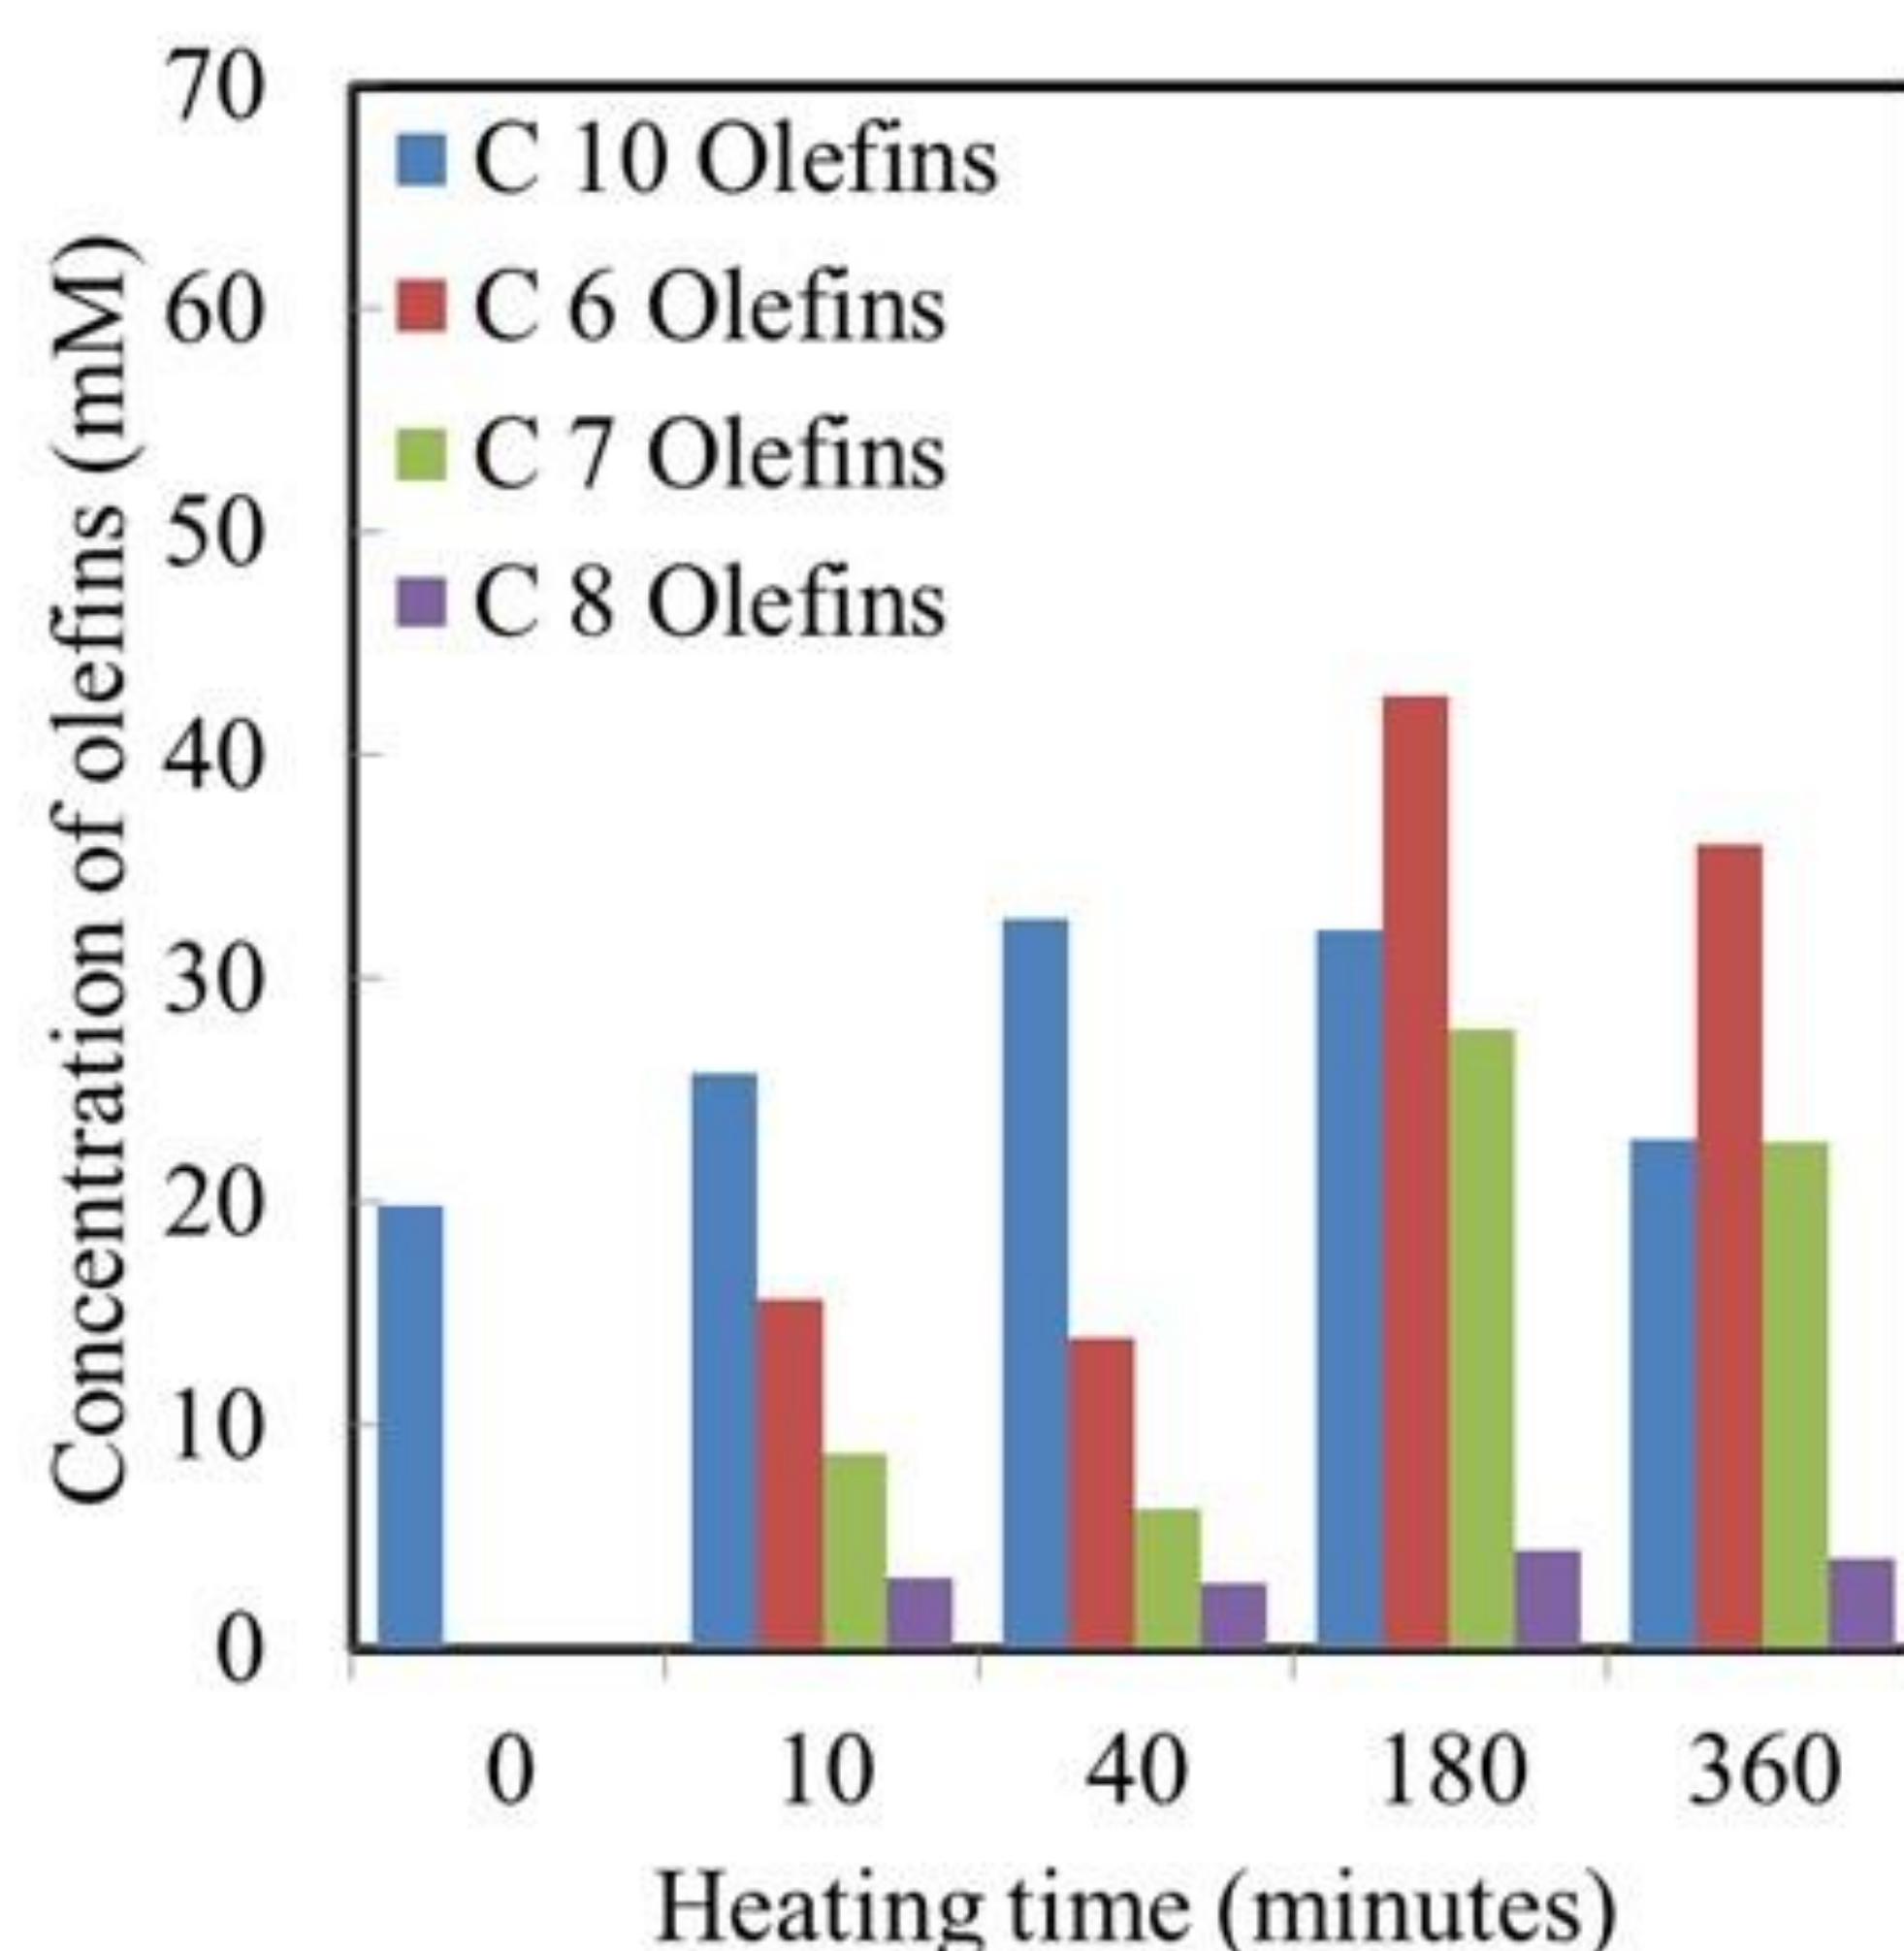 70
C 10 Olefins
60
C 6 Olefins
C 7 Olefins
50
C 8 Olefins
40
30
20
10
0
Concentration of olefins (mM)
0 10 40 180 360
Heating time (minutes)